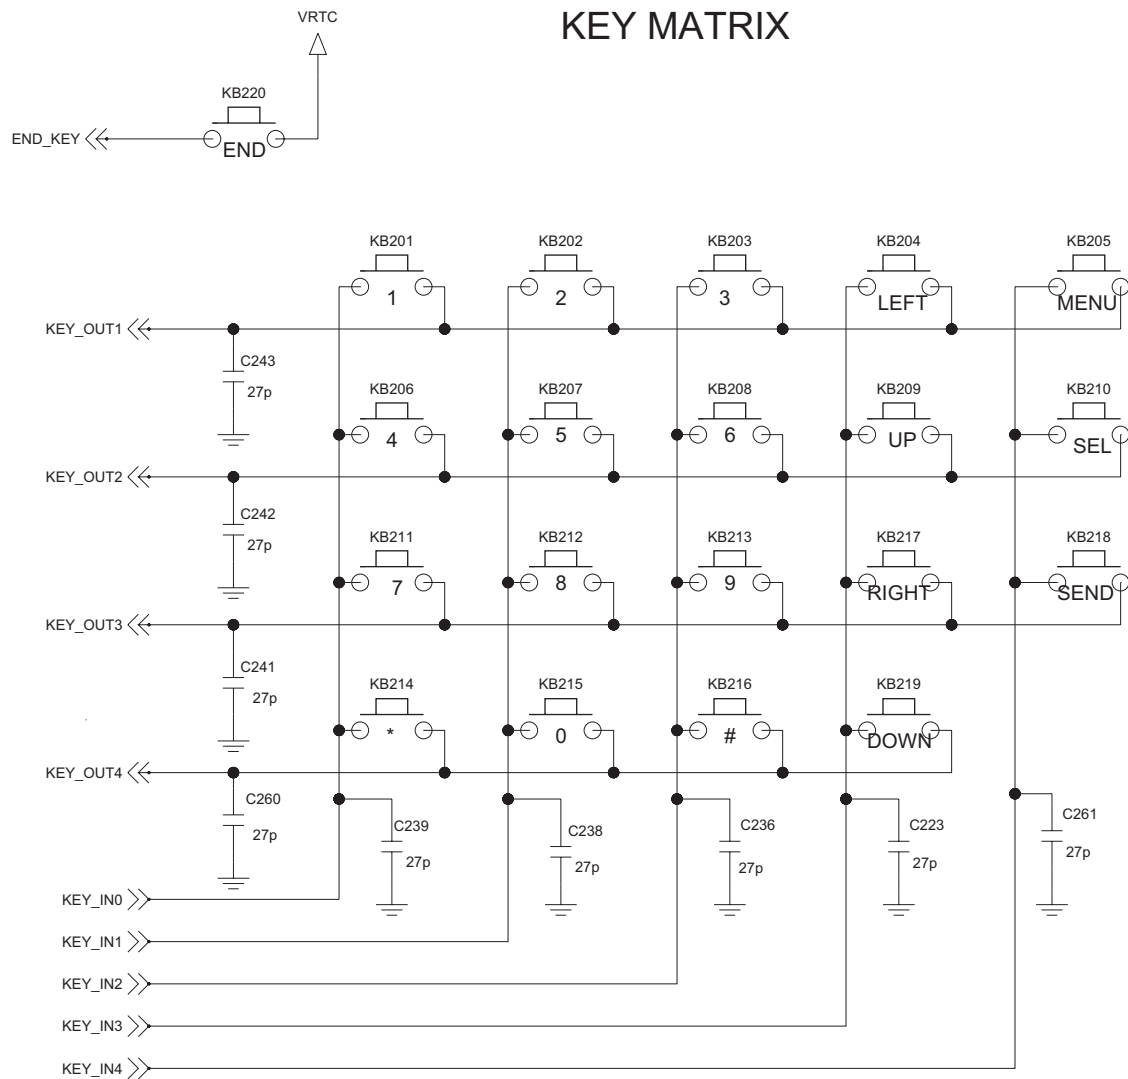 KEY MATRIX
VRTC
KB220
END_KEY
END
KB201 KB202 KB203 KB204 KB205
1 2 3 LEFT MENU
KEY_OUT1
C243
27p
KB206 KB207 KB208 KB209 KB210
4 5 6 UP SEL
KEY_OUT2
C242
27p
KB211 KB212 KB213 KB217 KB218
7 8 9 RIGHT SEND
KEY_OUT3
C241
27p
KB214 KB215 KB216 KB219
* 0 # DOWN
KEY_OUT4
C260
27p
C239 C238 C236 C223 C261
27p 27p 27p 27p 27p
KEY_IN0
KEY_IN1
KEY_IN2
KEY_IN3
KEY_IN4